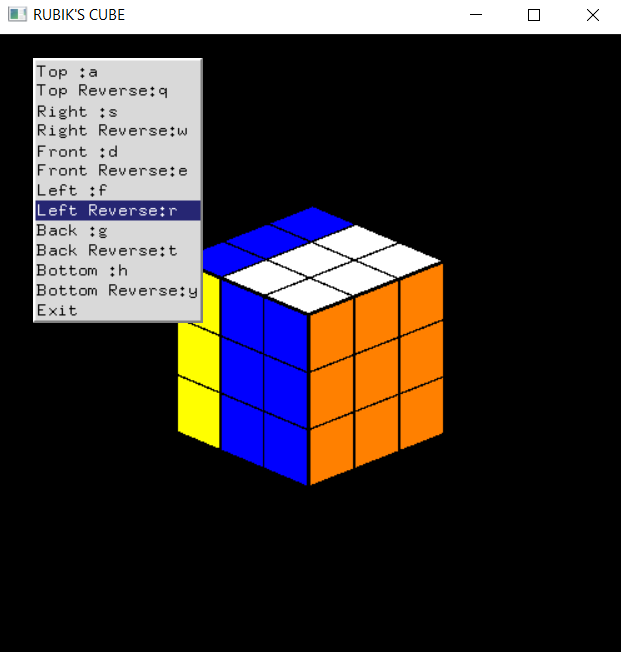 RUBIK'S CUBE
Top :a
Top Reverse:q
Right :s
Right Reverse:w
Front :d
Front Reverse:e
Left :f
Left Reverse:r
Back :g
Back Reverse:t
Bottom :h
Bottom Reverse:y
Exit